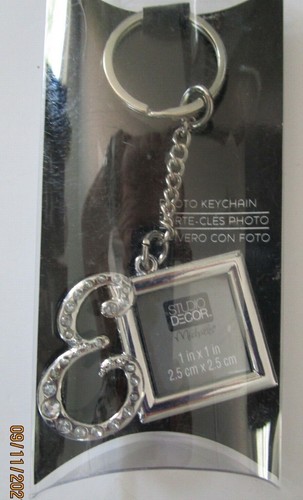 OTO KEYCHAIN
RTE-CLES PHOTO
VERO CON FOTO
E
STUDIO
DECOR
1 in x 1 in
2.5 cm x 2.5 cm
09/11/202